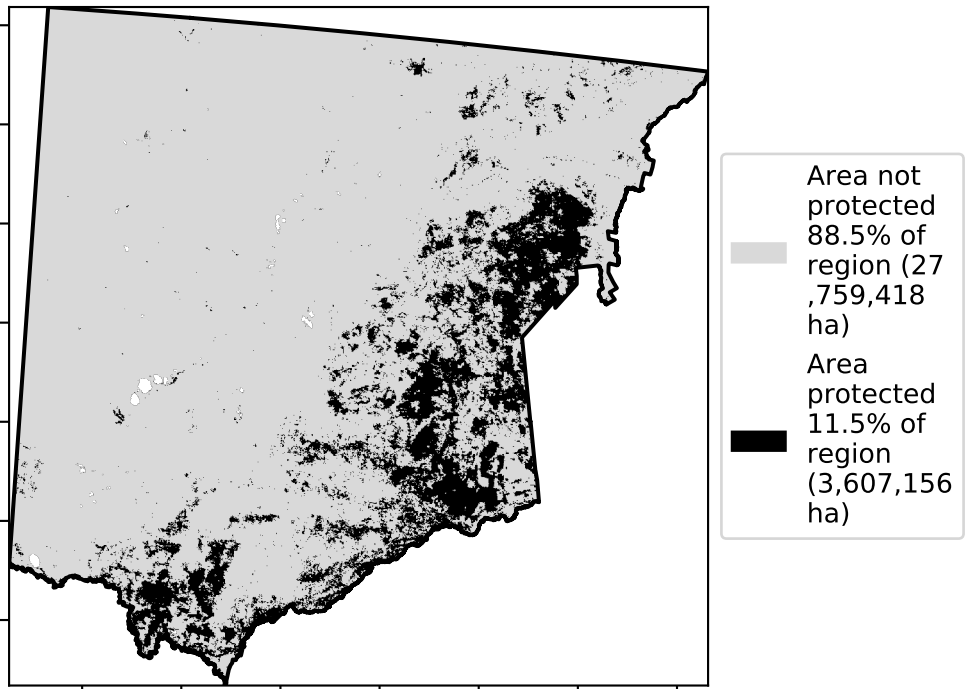 Area not
protected
88.5% of
region (27
,759,418
ha)
Area
protected
11.5% of
region
(3,607,156
ha)